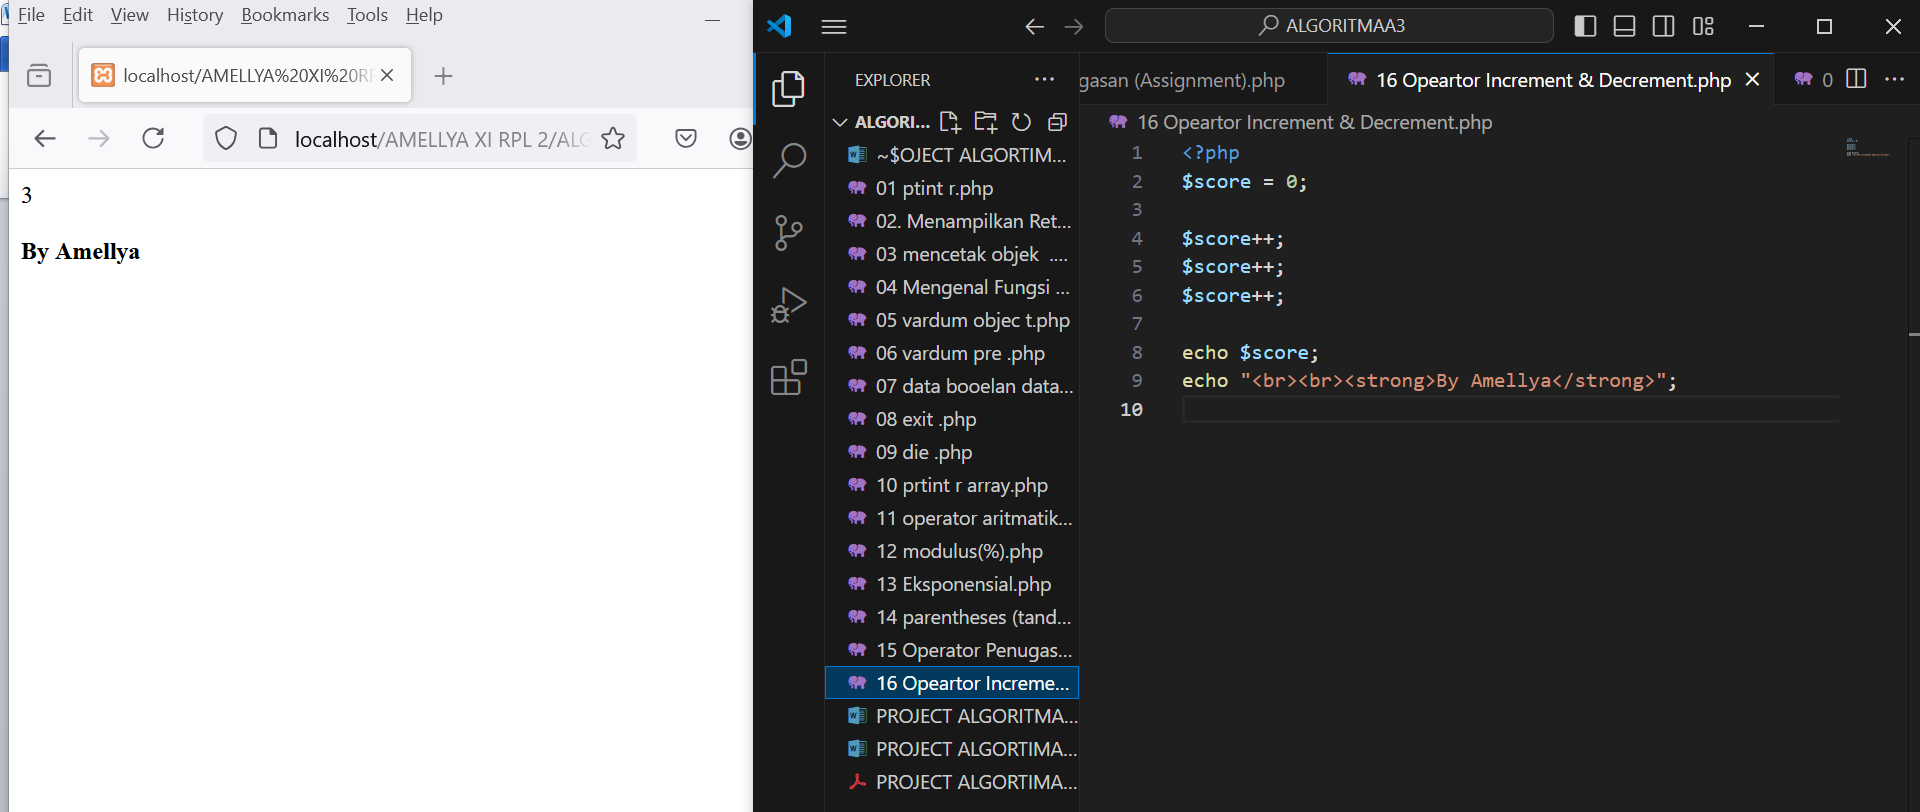 File Edit View History Bookmarks Tools Help
localhost/AMELLYA%20XI%20RP
localhost/AMELLYA XI RPL 2/ALG
3
By Amellya
ALGORITMAA3
EXPLORER
ALGORI...
~$OJECT ALGORTIM...
01 ptint r.php
02. Menampilkan Ret...
03 mencetak objek ....
04 Mengenal Fungsi ...
05 vardum objec t.php
06 vardum pre .php
07 data booelan data...
08 exit .php
09 die .php
10 prtint r array.php
11 operator aritmatik...
12 modulus(%).php
13 Eksponensial.php
14 parentheses (tand...
15 Operator Penugas...
16 Opeartor Increme...
PROJECT ALGORITMA...
PROJECT ALGORTIMA...
PROJECT ALGORTIMA...
gasan (Assignment).php
16 Opeartor Increment & Decrement.php
0
16 Opeartor Increment & Decrement.php
1 <?php
2 $score = 0;
3
4 $score++;
5 $score++;
6 $score++;
7
8 echo $score;
9 echo "<br><br><strong>By Amellya</strong>";
10